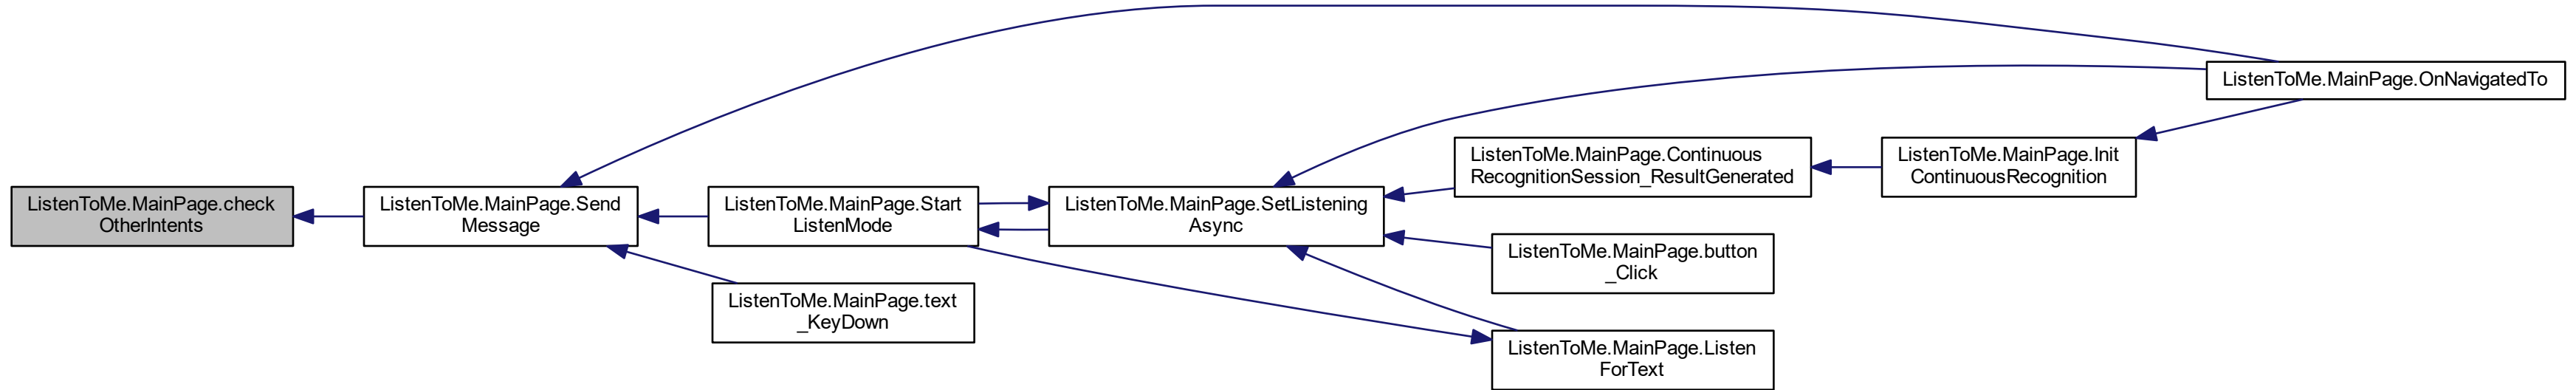 ListenToMe.MainPage.check
OtherIntents
ListenToMe.MainPage.Send
Message
ListenToMe.MainPage.Start
ListenMode
ListenToMe.MainPage.text
_KeyDown
ListenToMe.MainPage.SetListening
Async
ListenToMe.MainPage.Continuous
RecognitionSession_ResultGenerated
ListenToMe.MainPage.button
_Click
ListenToMe.MainPage.Listen
ForText
ListenToMe.MainPage.Init
ContinuousRecognition
ListenToMe.MainPage.OnNavigatedTo